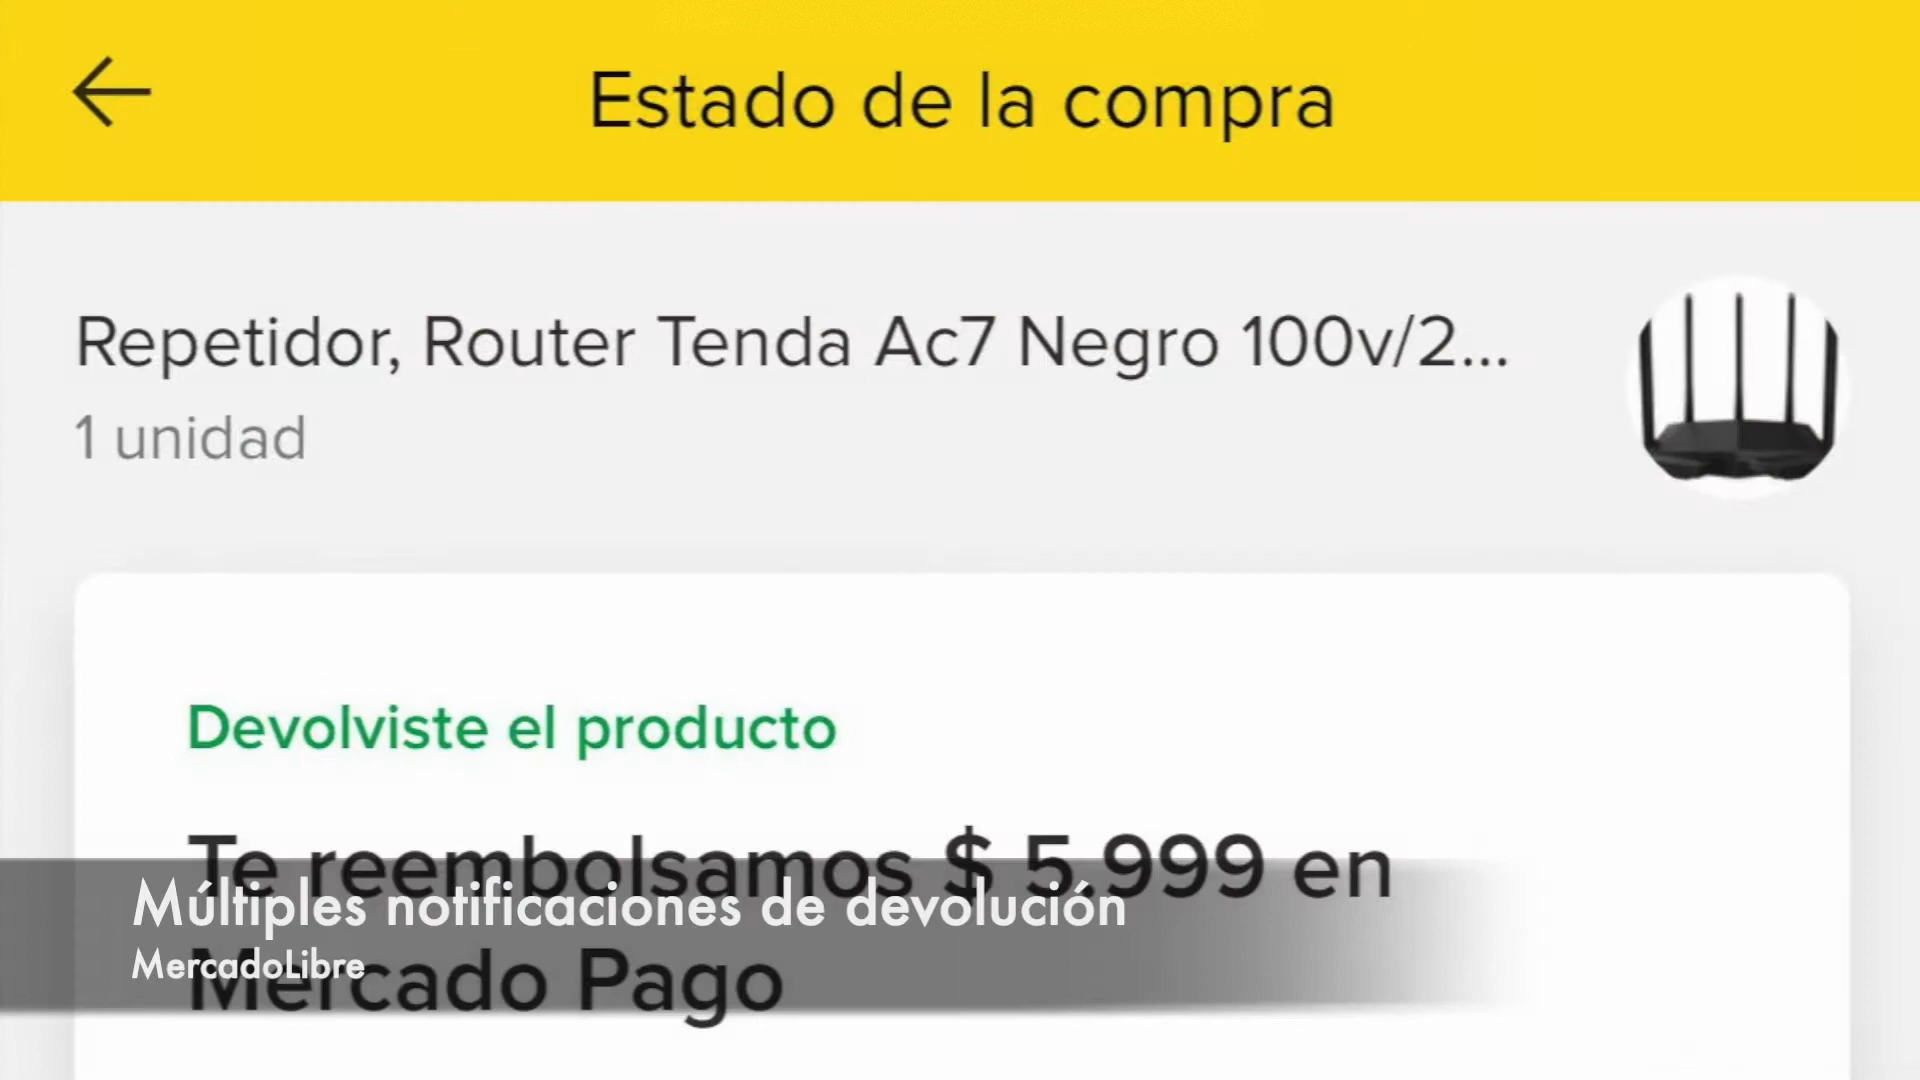 Estado de la compra
Repetidor, Router Tenda Ac7 Negro 100v/2...
1 unidad
Devolviste el producto
Te reembolsamos $ 5.999 en
Múltiples notificaciones de devolución
MercadoLibre
Mercado Pago